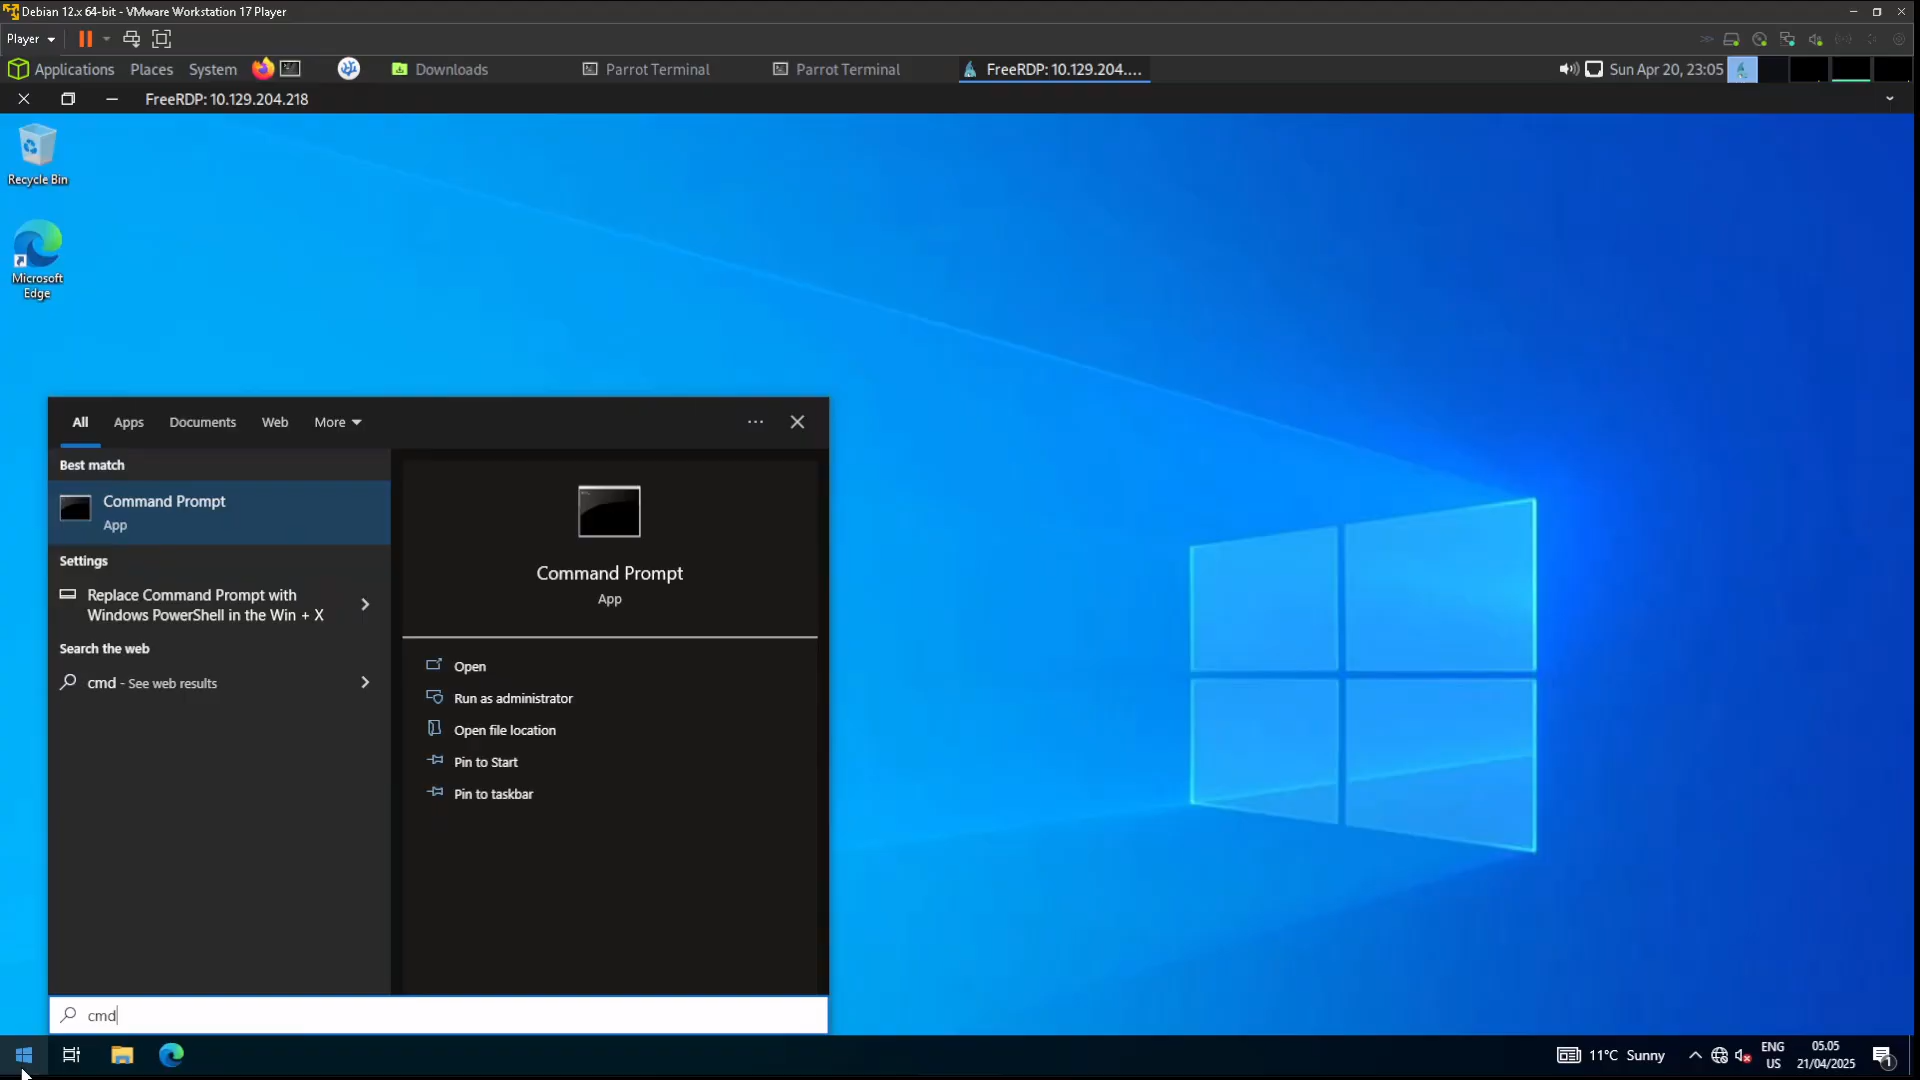 Debian 12.x 64-bit - VMware Workstation 17 Player
Player
Applications Places System Downloads Parrot Terminal Parrot Terminal FreeRDP: 10.129.204.... Sun Apr 20, 23:05
FreeRDP: 10.129.204.218
Recycle Bin
Microsoft
Edge
All Apps Documents Web More
Best match
Command Prompt
App
Settings
Replace Command Prompt with
Windows PowerShell in the Win + X
Search the web
cmd - See web results
Command Prompt
App
Open
Run as administrator
Open file location
Pin to Start
Pin to taskbar
cmd
11°C Sunny
ENG
US
05.05
21/04/2025
1